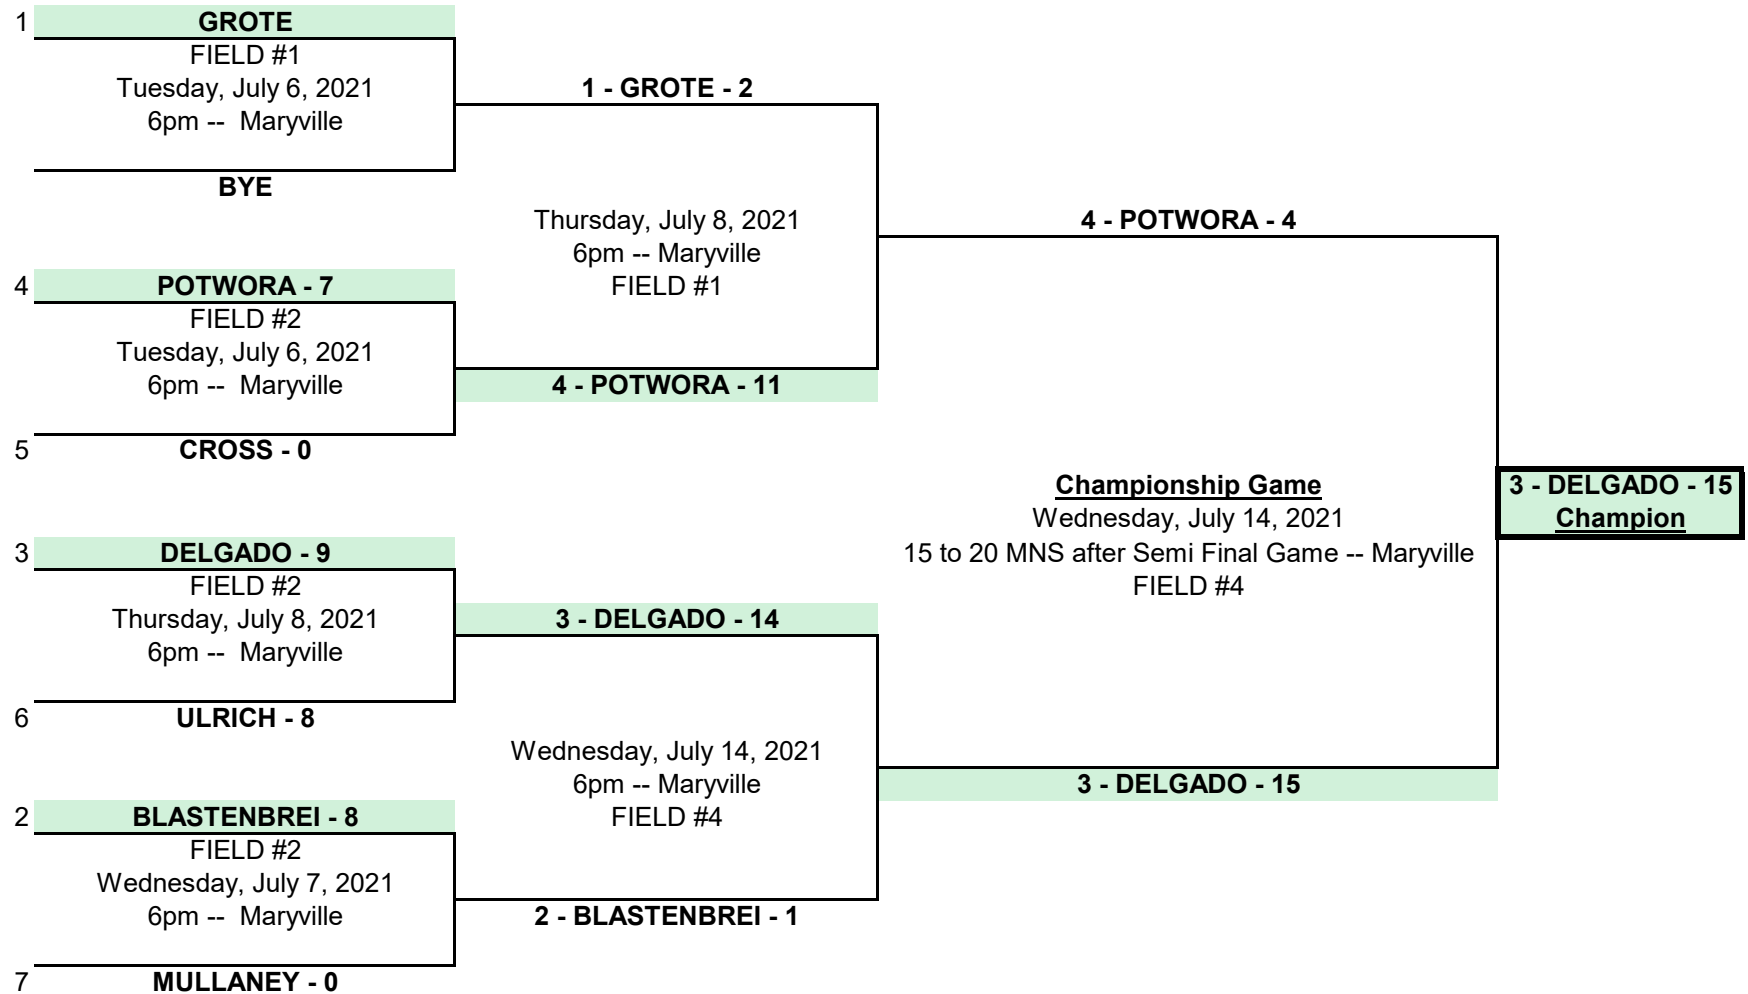 1
GROTE
FIELD #1
Tuesday, July 6, 2021
6pm -- Maryville
BYE
4
POTWORA - 7
FIELD #2
Tuesday, July 6, 2021
6pm -- Maryville
5
CROSS - 0
3
DELGADO - 9
FIELD #2
Thursday, July 8, 2021
6pm -- Maryville
6
ULRICH - 8
2
BLASTENBREI - 8
FIELD #2
Wednesday, July 7, 2021
6pm -- Maryville
7
MULLANEY - 0
1 - GROTE - 2
Thursday, July 8, 2021
6pm -- Maryville
FIELD #1
4 - POTWORA - 11
3 - DELGADO - 14
Wednesday, July 14, 2021
6pm -- Maryville
FIELD #4
2 - BLASTENBREI - 1
4 - POTWORA - 4
Championship Game
Wednesday, July 14, 2021
15 to 20 MNS after Semi Final Game -- Maryville
FIELD #4
3 - DELGADO - 15
3 - DELGADO - 15
Champion